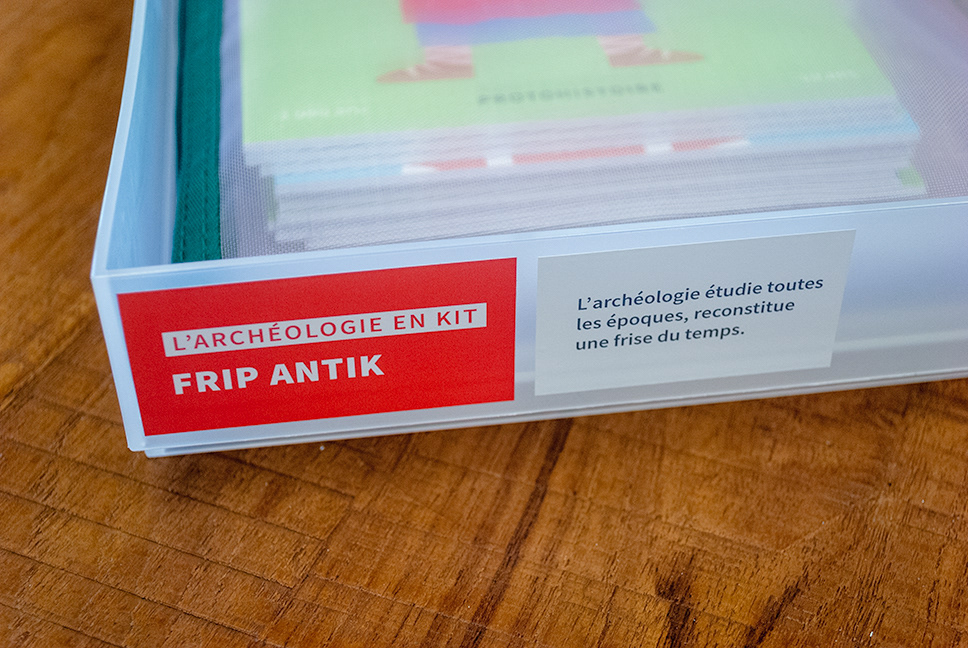 PROTOHISTOIRE
L'ARCHÉOLOGIE EN KIT
FRIP ANTIK
L'archéologie étudie toutes
les époques, reconstitue
une frise du temps.